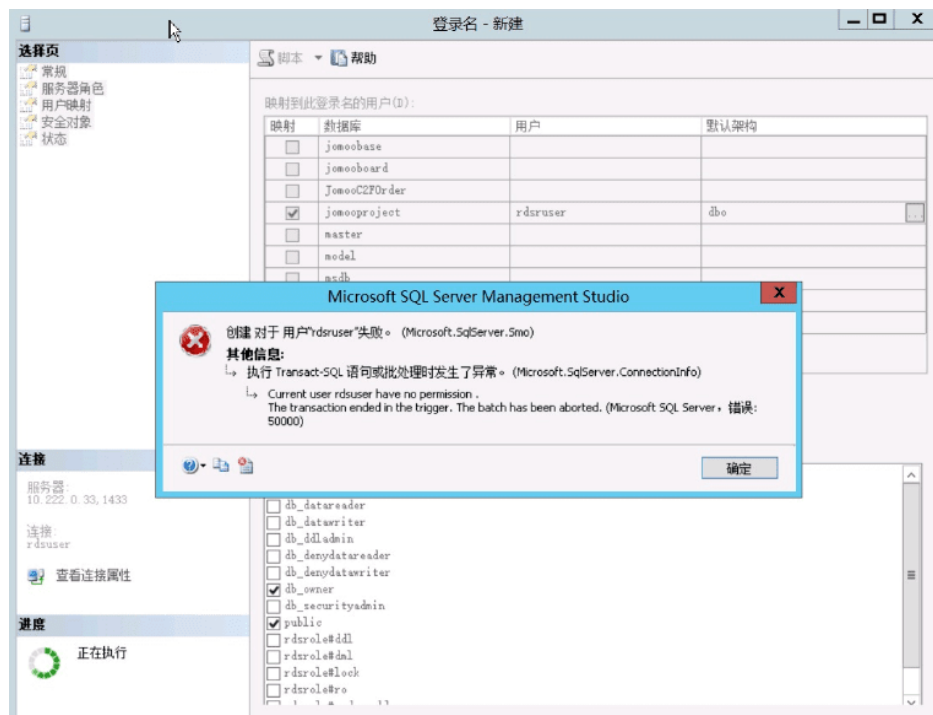 登录名 - 新建
选择页
常规
服务器角色
用户映射
安全对象
状态
脚本
帮助
映射到此登录名的用户(D):
映射 数据库 用户 默认架构
jomoobase
jomooboard
JomooC2FOrder
jomooproject rdsruser dbo ...
master
model
msdb
Microsoft SQL Server Management Studio
创建 对于 用户"rdsruser"失败。 (Microsoft.SqlServer.Smo)
其他信息:
执行 Transact-SQL 语句或批处理时发生了异常。 (Microsoft.SqlServer.ConnectionInfo)
Current user rdsuser have no permission .
The transaction ended in the trigger. The batch has been aborted. (Microsoft SQL Server，错误:
50000)
确定
连接
服务器:
10.222.0.33,1433
连接:
rdsuser
查看连接属性
进度
正在执行
db_datareader
db_datawriter
db_ddladmin
db_denydatareader
db_denydatawriter
db_owner
db_securityadmin
public
rdsrole#ddl
rdsrole#dml
rdsrole#lock
rdsrole#ro